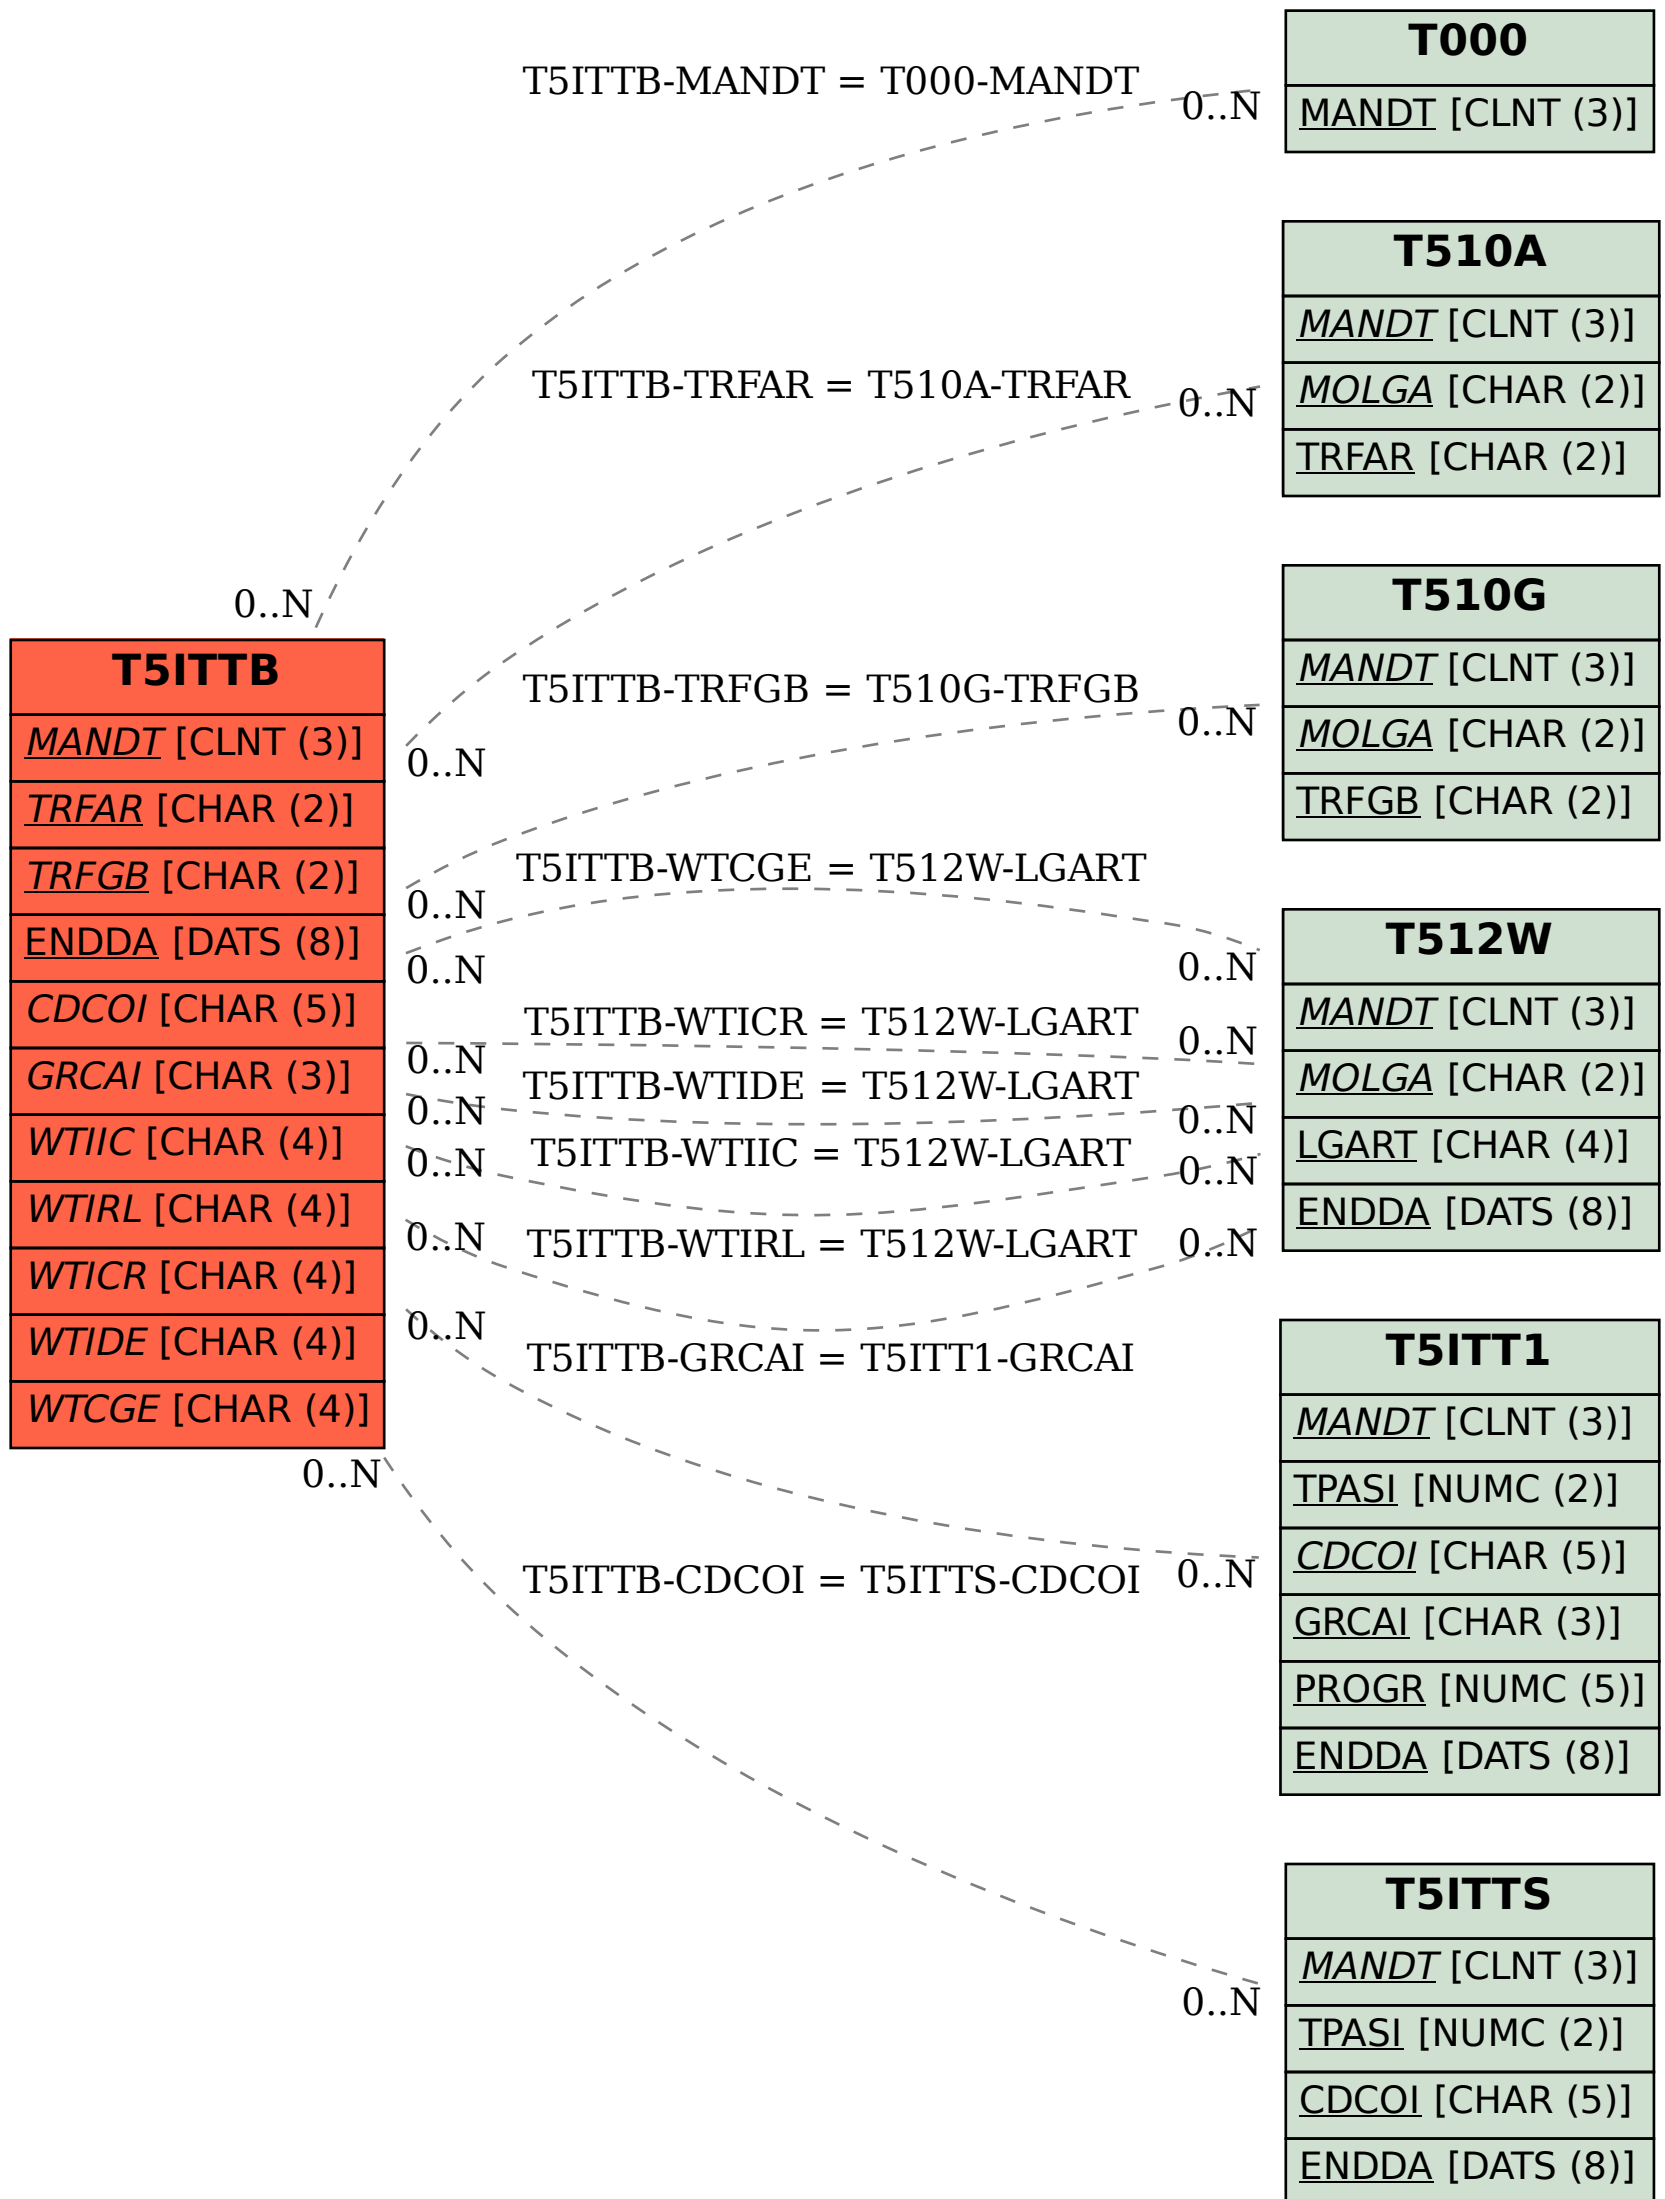 T000
MANDT [CLNT (3)]
T5ITTB-MANDT = T000-MANDT
0..N
0..N
T510A
MANDT [CLNT (3)]
MOLGA [CHAR (2)]
TRFAR [CHAR (2)]
T5ITTB-TRFAR = T510A-TRFAR
0..N
0..N
T510G
MANDT [CLNT (3)]
MOLGA [CHAR (2)]
TRFGB [CHAR (2)]
T5ITTB-TRFGB = T510G-TRFGB
0..N
0..N
T5ITTB
MANDT [CLNT (3)]
TRFAR [CHAR (2)]
TRFGB [CHAR (2)]
ENDDA [DATS (8)]
CDCOI [CHAR (5)]
GRCAI [CHAR (3)]
WTIIC [CHAR (4)]
WTIRL [CHAR (4)]
WTICR [CHAR (4)]
WTIDE [CHAR (4)]
WTCGE [CHAR (4)]
T5ITTB-WTCGE = T512W-LGART
0..N
0..N
T5ITTB-WTICR = T512W-LGART
0..N
0..N
T5ITTB-WTIDE = T512W-LGART
0..N
0..N
T5ITTB-WTIIC = T512W-LGART
0..N
0..N
T5ITTB-WTIRL = T512W-LGART
0..N
0..N
T512W
MANDT [CLNT (3)]
MOLGA [CHAR (2)]
LGART [CHAR (4)]
ENDDA [DATS (8)]
T5ITTB-GRCAI = T5ITT1-GRCAI
0..N
0..N
T5ITT1
MANDT [CLNT (3)]
TPASI [NUMC (2)]
CDCOI [CHAR (5)]
GRCAI [CHAR (3)]
PROGR [NUMC (5)]
ENDDA [DATS (8)]
T5ITTB-CDCOI = T5ITTS-CDCOI
0..N
0..N
T5ITTS
MANDT [CLNT (3)]
TPASI [NUMC (2)]
CDCOI [CHAR (5)]
ENDDA [DATS (8)]